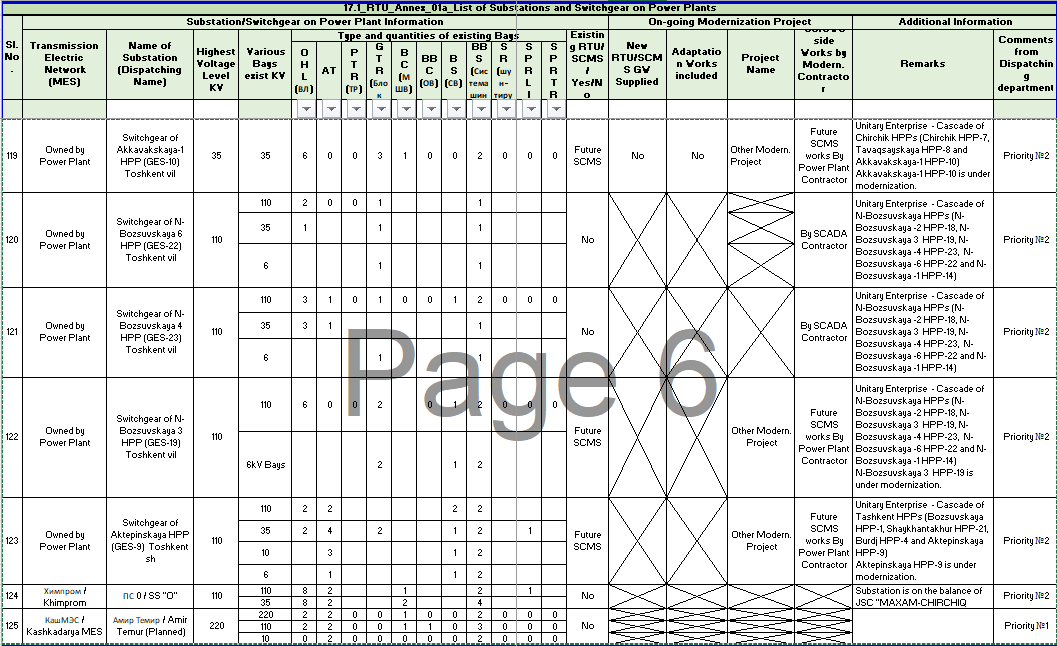 17.1_RTU_Annex_01a_List of Substations and Switchgear on Power Plants
Substation/Switchgear on Power Plant Information
On-going Modernization Project
Additional Information
Sl. No .
Transmission Electric Network (MES)
Name of Substation (Dispatching Name)
Highest Voltage Level KV
Various Bays exist KV
Type and quantities of existing Bays
O H L (ВЛ)
AT
P T R (ТР)
G T R (Бло к
B C (М ШВ)
BB C (ОВ)
B S (СВ)
BB S (Сис тема шин
S R (шу н- тиру
S P R L I
S P R T R
Existin g RTU/ SCMS / Yes/N o
New RTU/SCM S GW Supplied
Adaptatio n Works included
Project Name
side Works by Modern. Contracto r
Remarks
Comments from Dispatchin g department
119
Owned by Power Plant
Switchgear of Akkavakskaya-1 HPP (GES-10) Toshkent vil
35
35 6 0 0 3 1 0 0 2 0 0 0
Future SCMS
No
No
Other Modern. Project
Future SCMS works By Power Plant Contractor
Unitary Enterprise - Cascade of
Chirchik HPPs (Chirchik HPP-7,
Tavaqsayskaya HPP-8 and
Akkavakskaya-1 HPP-10)
Akkavakskaya-1 HPP-10 is under
modernization.
Priority №2
120
Owned by Power Plant
Switchgear of N-Bozsuvskaya 6 HPP (GES-22) Toshkent vil
110
110 2 0 0 1 1
35 1 1 1
6 1 1
No
By SCADA Contractor
Unitary Enterprise - Cascade of
N-Bozsuvskaya HPPs (N-
Bozsuvskaya -2 HPP-18, N-
Bozsuvskaya 3 HPP-19, N-
Bozsuvskaya -4 HPP-23, N-
Bozsuvskaya -6 HPP-22 and N-
Bozsuvskaya -1 HPP-14)
Priority №2
121
Owned by Power Plant
Switchgear of N-Bozsuvskaya 4 HPP (GES-23) Toshkent vil
110
110 3 1 0 1 0 0 1 2 0 0 0
35 3 1 1
6 1 1
No
By SCADA Contractor
Unitary Enterprise - Cascade of
N-Bozsuvskaya HPPs (N-
Bozsuvskaya -2 HPP-18, N-
Bozsuvskaya 3 HPP-19, N-
Bozsuvskaya -4 HPP-23, N-
Bozsuvskaya -6 HPP-22 and N-
Bozsuvskaya -1 HPP-14)
Priority №2
122
Owned by Power Plant
Switchgear of N-Bozsuvskaya 3 HPP (GES-19) Toshkent vil
110
110 6 0 0 2 0 1 2 0 0 0
6kV Bays 2 1 2
Future SCMS
Other Modern. Project
Future SCMS works By Power Plant Contractor
Unitary Enterprise - Cascade of
N-Bozsuvskaya HPPs (N-
Bozsuvskaya -2 HPP-18, N-
Bozsuvskaya 3 HPP-19, N-
Bozsuvskaya -4 HPP-23, N-
Bozsuvskaya -6 HPP-22 and N-
Bozsuvskaya -1 HPP-14)
N-Bozsuvskaya 3 HPP-19 is
under modernization.
Priority №2
123
Owned by Power Plant
Switchgear of Aktepinskaya HPP (GES-9) Toshkent sh
110
110 2 2 2 2
35 2 4 2 1 2 1
10 3 1 2
6 1 1 2
Future SCMS
Other Modern. Project
Future SCMS works By Power Plant Contractor
Unitary Enterprise - Cascade of
Tashkent HPPs (Bozsuvskaya
HPP-1, Shaykhantakhur HPP-21,
Burdj HPP-4 and Aktepinskaya
HPP-9)
Aktepinskaya HPP-9 is under
modernization.
Priority №2
124
Химпром / Khimprom
ПС 0 / SS "O"
110
110 8 2 1 2 1
35 8 2 2 4
No
Substation is on the balance of
JSC "MAXAM-CHIRCHIQ
Priority №2
125
КашМЭС / Kashkadarya MES
Амир Темир / Amir Temur (Planned)
220
220 2 2 0 0 1 0 0 2 0 0 0
110 2 2 0 0 1 1 0 3 0 0 0
10 0 2 0 0 0 0 0 2 0 0 0
No
Priority №1
Page 6